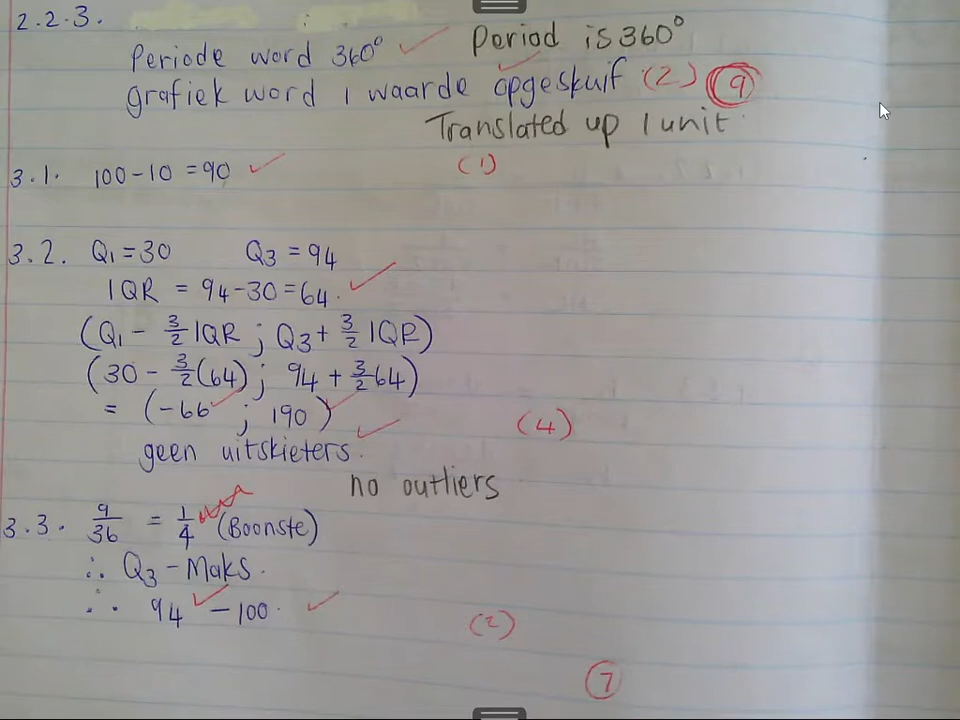 2.2.3.
Periode word 360° Period is 360°
grafiek word 1 waarde opgeskuif (2) 9
Translated up 1 unit
3.1. 100-10 = 90 (1)
3.2. Q1 = 30 Q3 = 94
IQR = 94-30 = 64.
(Q1 - 3/2 IQR ; Q3 + 3/2 IQR)
(30 - 3/2(64) ; 94 + 3/2 64)
= (-66 ; 190) (4)
geen uitskieters.
no outliers
3.3. 9/36 = 1/4 (Boonste)
∴ Q3 - Maks.
∴ 94 - 100. (2)
7